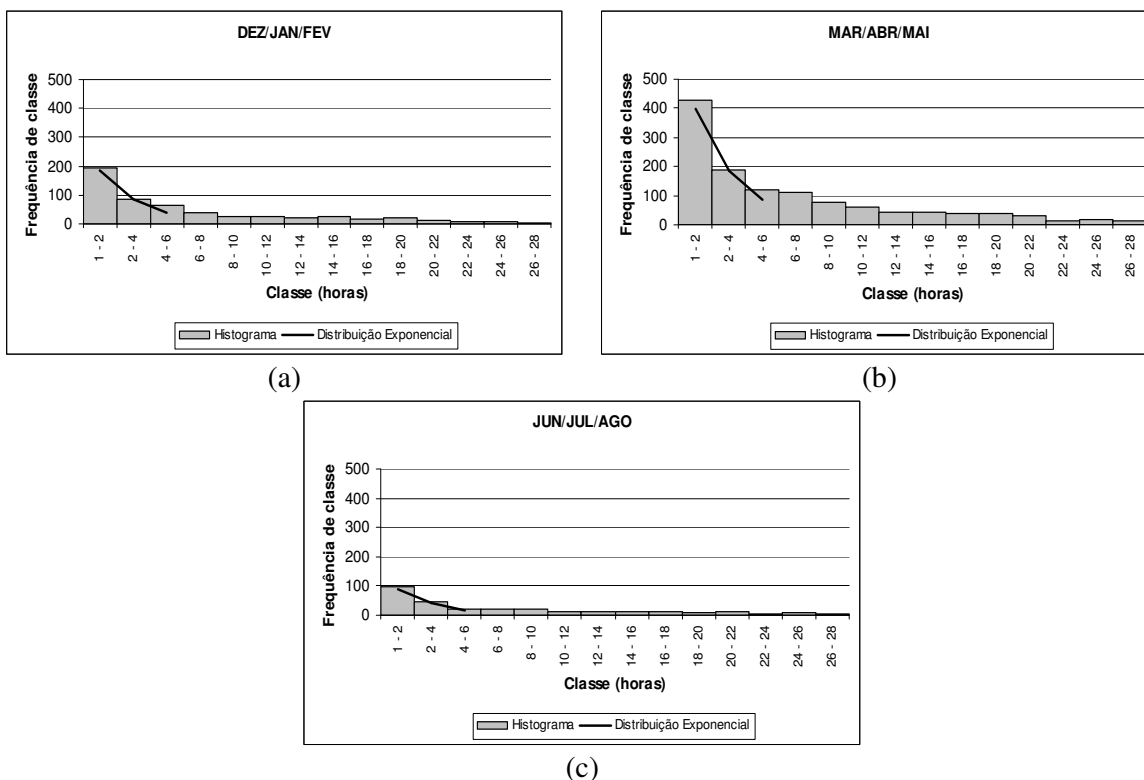 DEZ/JAN/FEV
Frequência de classe
500
400
300
200
100
0
1 - 2
2 - 4
4 - 6
6 - 8
8 - 10
10 - 12
12 - 14
14 - 16
16 - 18
18 - 20
20 - 22
22 - 24
24 - 26
26 - 28
Classe (horas)
Histograma
Distribuição Exponencial
(a)
MAR/ABR/MAI
Frequência de classe
500
400
300
200
100
0
1 - 2
2 - 4
4 - 6
6 - 8
8 - 10
10 - 12
12 - 14
14 - 16
16 - 18
18 - 20
20 - 22
22 - 24
24 - 26
26 - 28
Classe (horas)
Histograma
Distribuição Exponencial
(b)
JUN/JUL/AGO
Frequência de classe
500
400
300
200
100
0
1 - 2
2 - 4
4 - 6
6 - 8
8 - 10
10 - 12
12 - 14
14 - 16
16 - 18
18 - 20
20 - 22
22 - 24
24 - 26
26 - 28
Classe (horas)
Histograma
Distribuição Exponencial
(c)